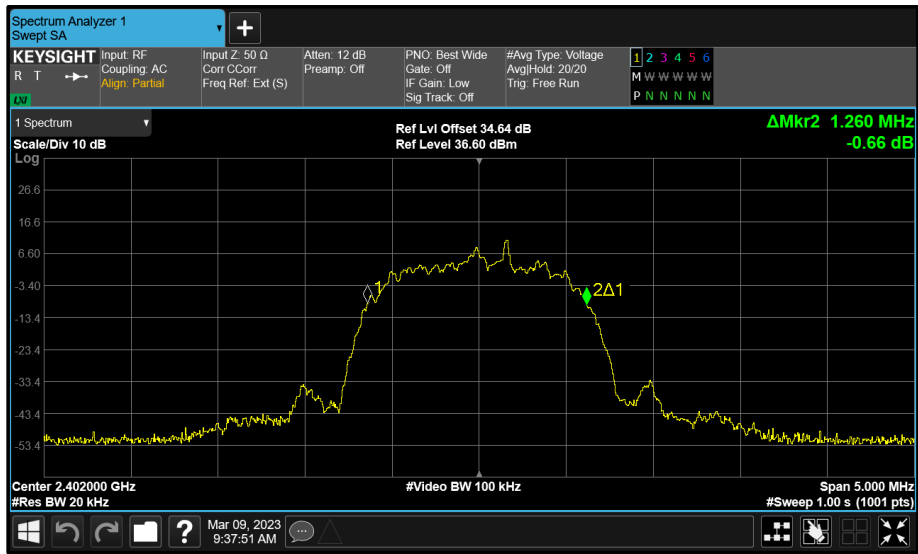 Spectrum Analyzer 1
Swept SA
+
KEYSIGHT
R T
LXI
Input: RF
Coupling: AC
Align: Partial
Input Z: 50 Ω
Corr CCorr
Freq Ref: Ext (S)
Atten: 12 dB
Preamp: Off
PNO: Best Wide
Gate: Off
IF Gain: Low
Sig Track: Off
#Avg Type: Voltage
Avg|Hold: 20/20
Trig: Free Run
1 2 3 4 5 6
M W W W W W
P N N N N N
1 Spectrum
Scale/Div 10 dB
Ref Lvl Offset 34.64 dB
Ref Level 36.60 dBm
ΔMkr2 1.260 MHz
-0.66 dB
Log
26.6
16.6
6.60
-3.40
-13.4
-23.4
-33.4
-43.4
-53.4
1
2Δ1
Center 2.402000 GHz
#Video BW 100 kHz
Span 5.000 MHz
#Res BW 20 kHz
#Sweep 1.00 s (1001 pts)
?
Mar 09, 2023
9:37:51 AM